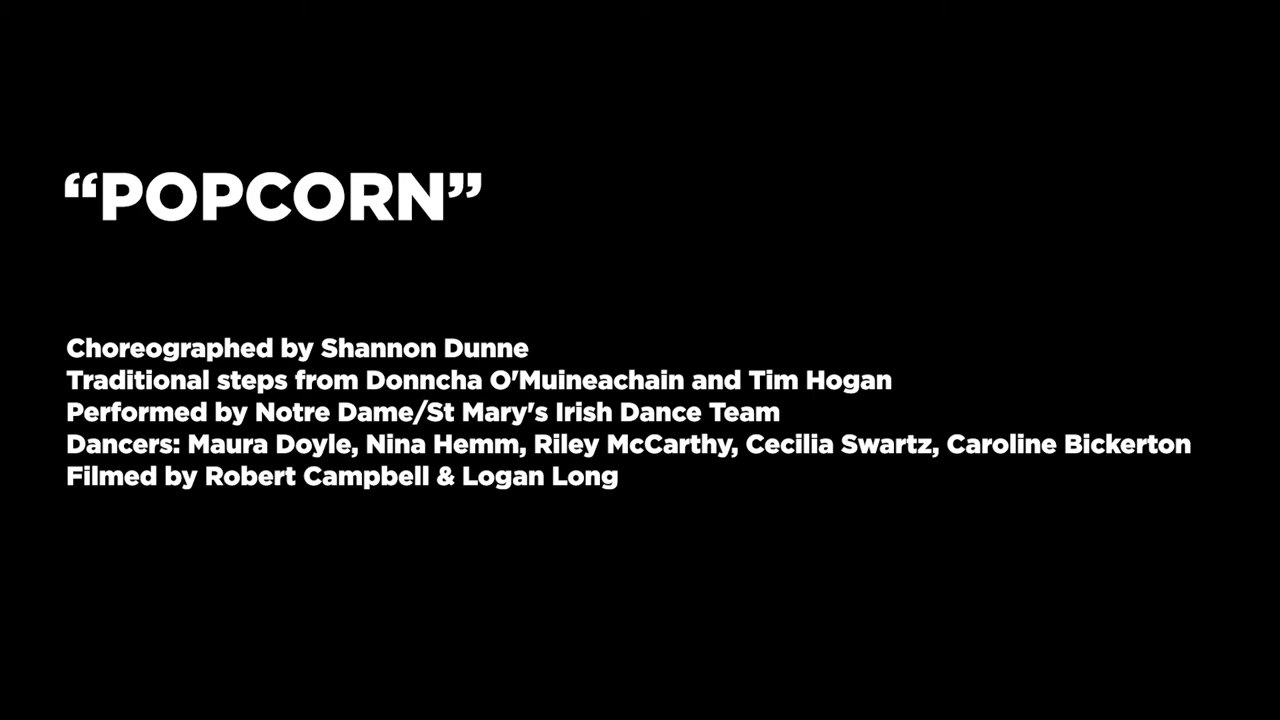 “POPCORN”
Choreographed by Shannon Dunne
Traditional steps from Donncha O'Muineachain and Tim Hogan
Performed by Notre Dame/St Mary's Irish Dance Team
Dancers: Maura Doyle, Nina Hemm, Riley McCarthy, Cecilia Swartz, Caroline Bickerton
Filmed by Robert Campbell & Logan Long